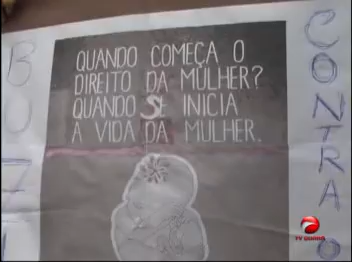 QUANDO COMEÇA O
DIREITO DA MULHER?
QUANDO SE INICIA
A VIDA DA MULHER.
CONTRA O